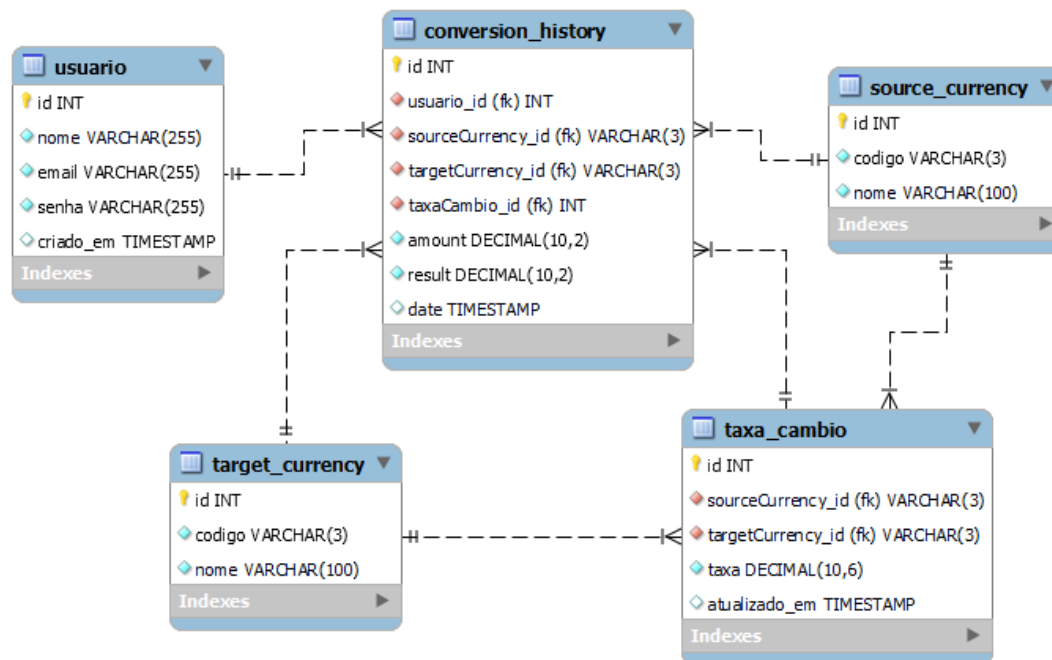 usuario
id INT
nome VARCHAR(255)
email VARCHAR(255)
senha VARCHAR(255)
criado_em TIMESTAMP
Indexes
conversion_history
id INT
usuario_id (fk) INT
sourceCurrency_id (fk) VARCHAR(3)
targetCurrency_id (fk) VARCHAR(3)
taxaCambio_id (fk) INT
amount DECIMAL(10,2)
result DECIMAL(10,2)
date TIMESTAMP
Indexes
source_currency
id INT
codigo VARCHAR(3)
nome VARCHAR(100)
Indexes
target_currency
id INT
codigo VARCHAR(3)
nome VARCHAR(100)
Indexes
taxa_cambio
id INT
sourceCurrency_id (fk) VARCHAR(3)
targetCurrency_id (fk) VARCHAR(3)
taxa DECIMAL(10,6)
atualizado_em TIMESTAMP
Indexes